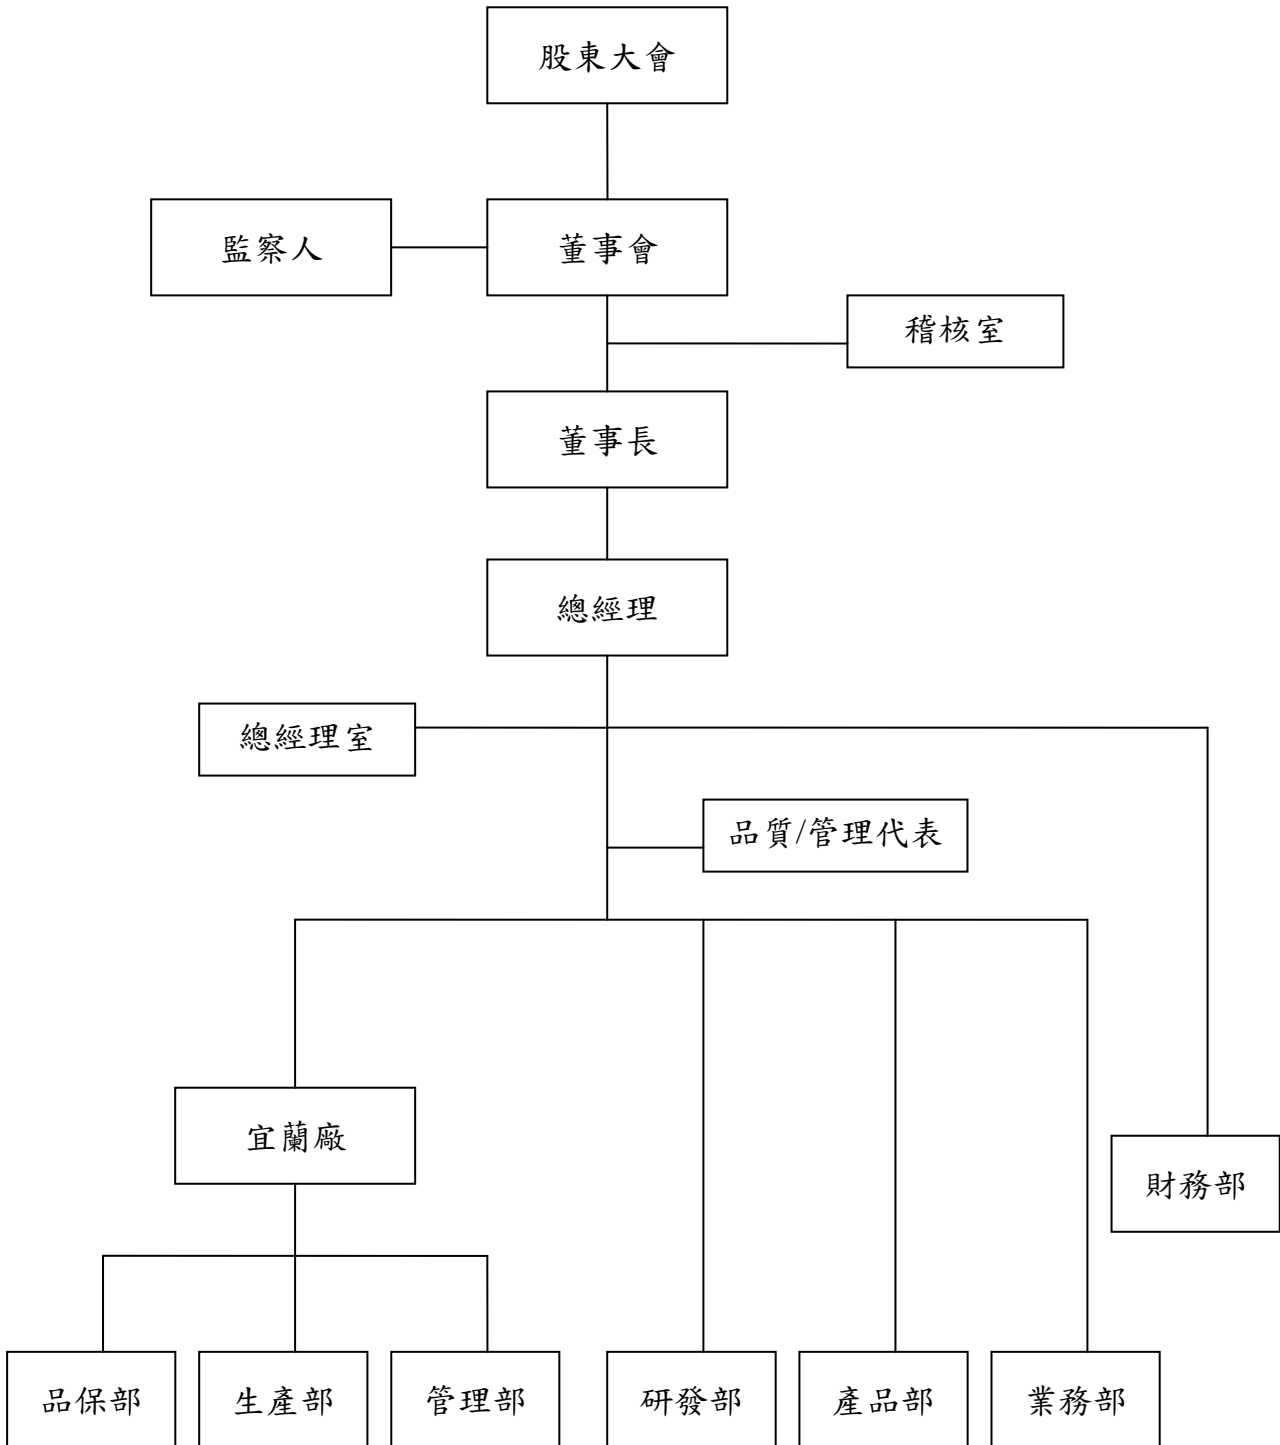 股東大會
監察人
董事會
稽核室
董事長
總經理
總經理室
品質/管理代表
宜蘭廠
財務部
品保部
生產部
管理部
研發部
產品部
業務部